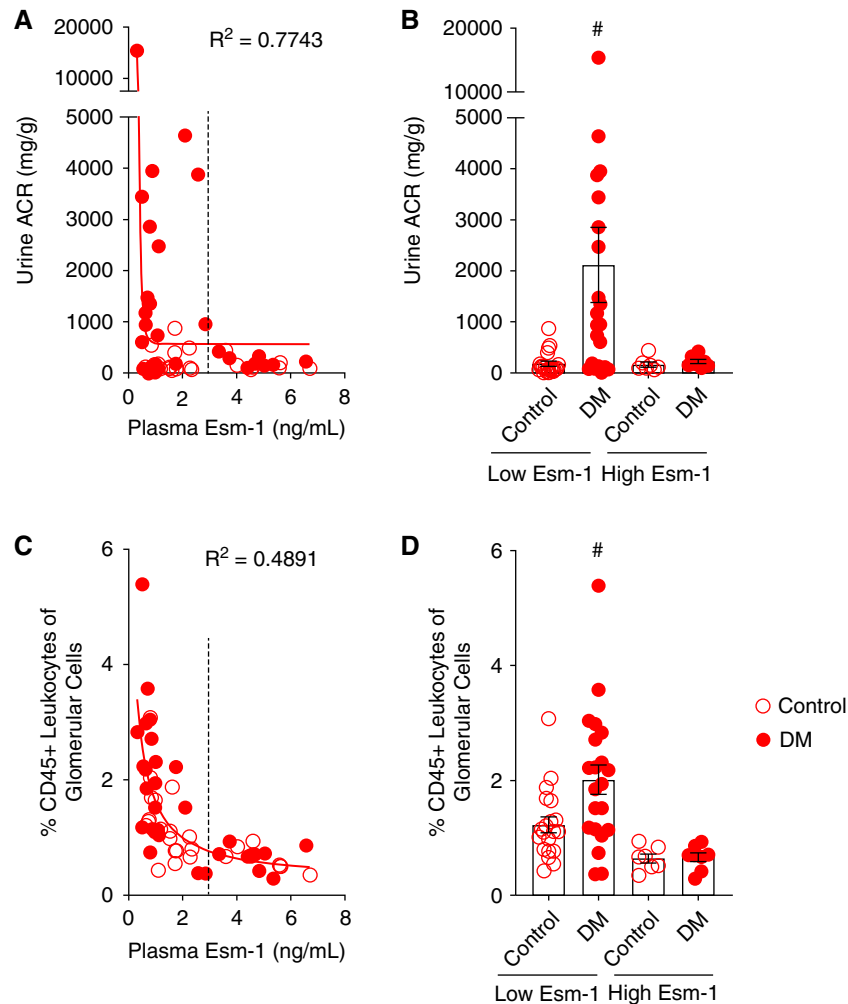 A
R² = 0.7743
20000
10000
5000
4000
3000
2000
1000
0
Urine ACR (mg/g)
0 2 4 6 8
Plasma Esm-1 (ng/mL)
B
#
20000
10000
5000
4000
3000
2000
1000
0
Urine ACR (mg/g)
Control DM Control DM
Low Esm-1 High Esm-1
C
R² = 0.4891
6
4
2
0
% CD45+ Leukocytes of
Glomerular Cells
0 2 4 6 8
Plasma Esm-1 (ng/mL)
D
#
6
4
2
0
% CD45+ Leukocytes of
Glomerular Cells
Control DM Control DM
Low Esm-1 High Esm-1
Control
DM